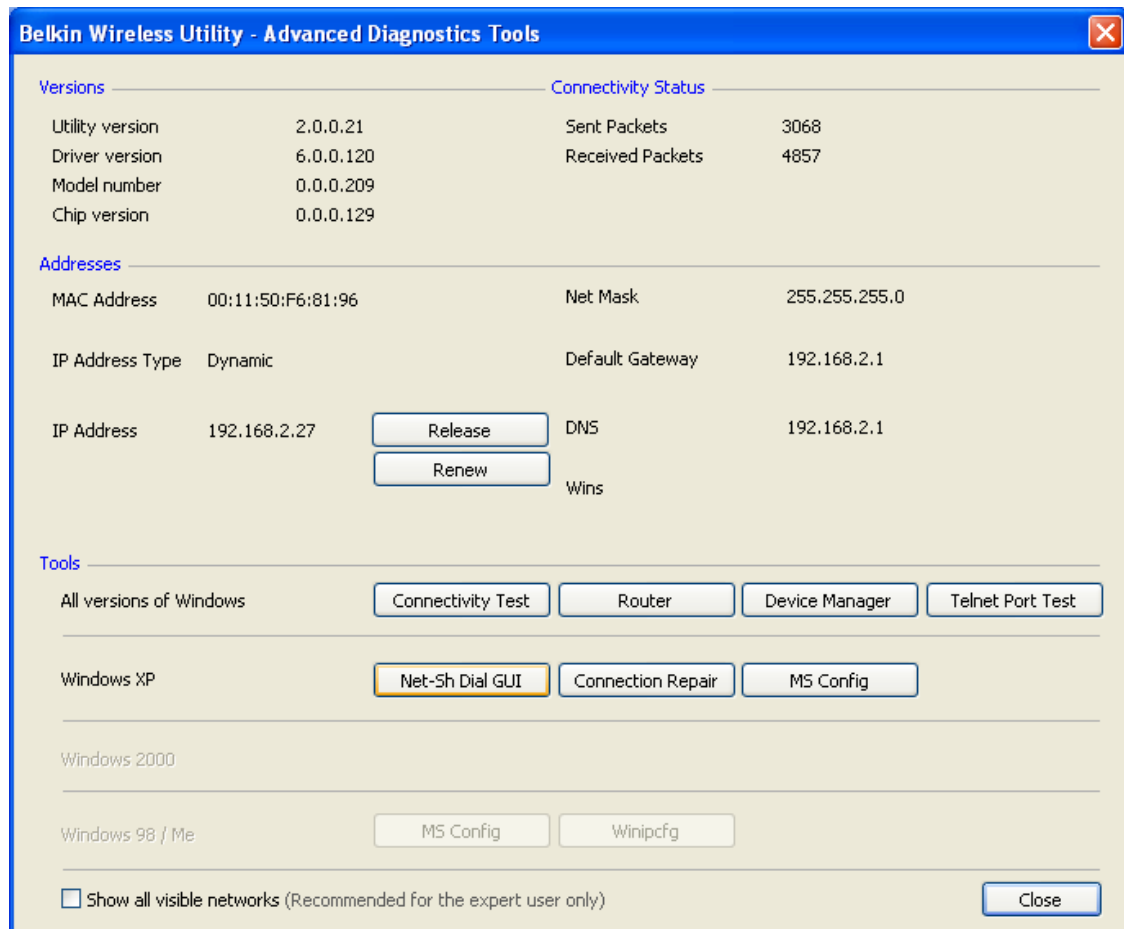 Belkin Wireless Utility - Advanced Diagnostics Tools
Versions
Utility version 2.0.0.21
Driver version 6.0.0.120
Model number 0.0.0.209
Chip version 0.0.0.129
Connectivity Status
Sent Packets 3068
Received Packets 4857
Addresses
MAC Address 00:11:50:F6:81:96
IP Address Type Dynamic
IP Address 192.168.2.27 Release
Renew
Net Mask 255.255.255.0
Default Gateway 192.168.2.1
DNS 192.168.2.1
Wins
Tools
All versions of Windows Connectivity Test Router Device Manager Telnet Port Test
Windows XP Net-Sh Dial GUI Connection Repair MS Config
Windows 2000
Windows 98 / Me MS Config Winipcfg
Show all visible networks (Recommended for the expert user only) Close